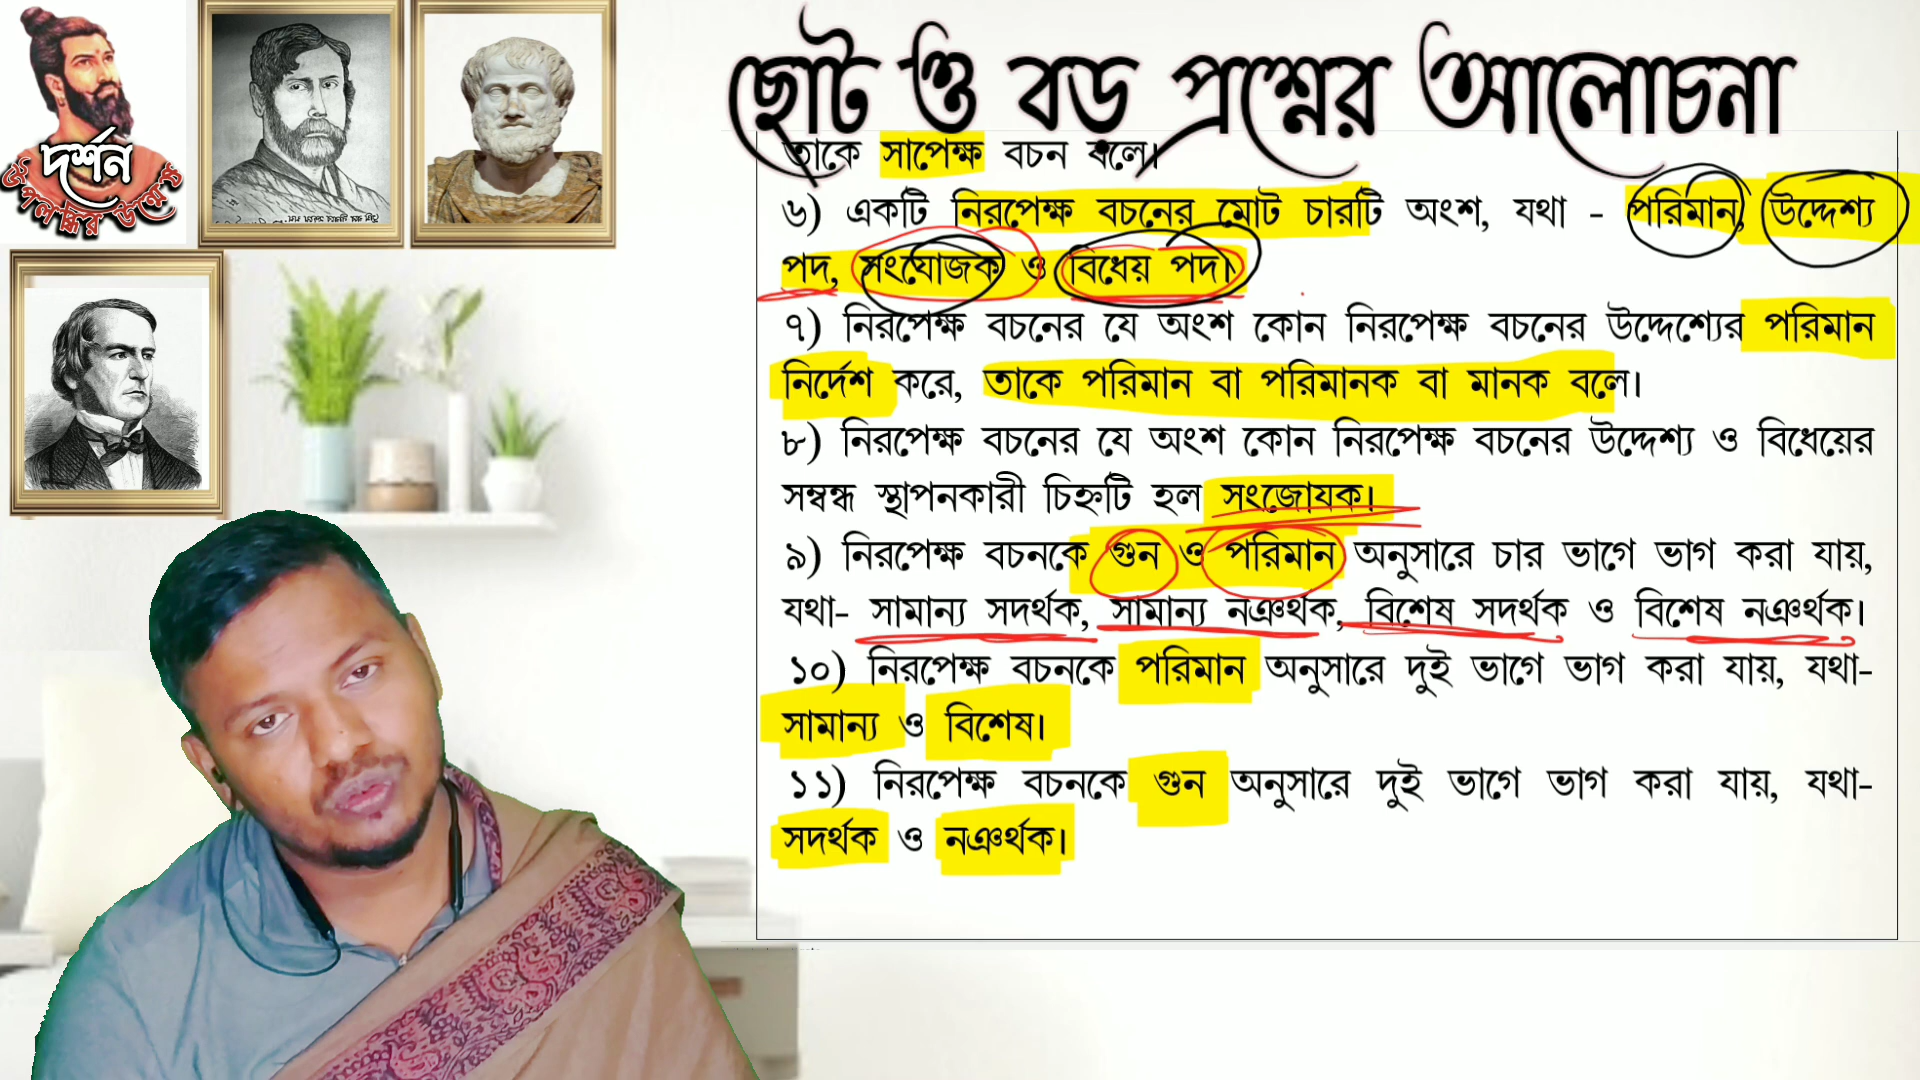 ছোট ও বড় প্রশ্নের আলোচনা
দর্শন
উপলব্ধির উন্মেষ
তাকে সাপেক্ষ বচন বলে।
৬) একটি নিরপেক্ষ বচনের মোট চারটি অংশ, যথা - পরিমান, উদ্দেশ্য
পদ, সংযোজক ও বিধেয় পদ।
৭) নিরপেক্ষ বচনের যে অংশ কোন নিরপেক্ষ বচনের উদ্দেশ্যের পরিমান
নির্দেশ করে, তাকে পরিমান বা পরিমানক বা মানক বলে।
৮) নিরপেক্ষ বচনের যে অংশ কোন নিরপেক্ষ বচনের উদ্দেশ্য ও বিধেয়ের
সম্বন্ধ স্থাপনকারী চিহ্নটি হল সংজোযক।
৯) নিরপেক্ষ বচনকে গুন ও পরিমান অনুসারে চার ভাগে ভাগ করা যায়,
যথা- সামান্য সদর্থক, সামান্য নঞর্থক, বিশেষ সদর্থক ও বিশেষ নঞর্থক।
১০) নিরপেক্ষ বচনকে পরিমান অনুসারে দুই ভাগে ভাগ করা যায়, যথা-
সামান্য ও বিশেষ।
১১) নিরপেক্ষ বচনকে গুন অনুসারে দুই ভাগে ভাগ করা যায়, যথা-
সদর্থক ও নঞর্থক।